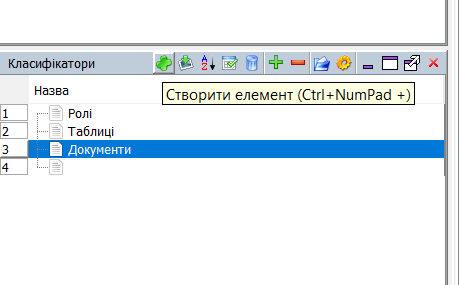 Класифікатори
Назва
Створити елемент (Ctrl+NumPad +)
1 Ролі
2 Таблиці
3 Документи
4